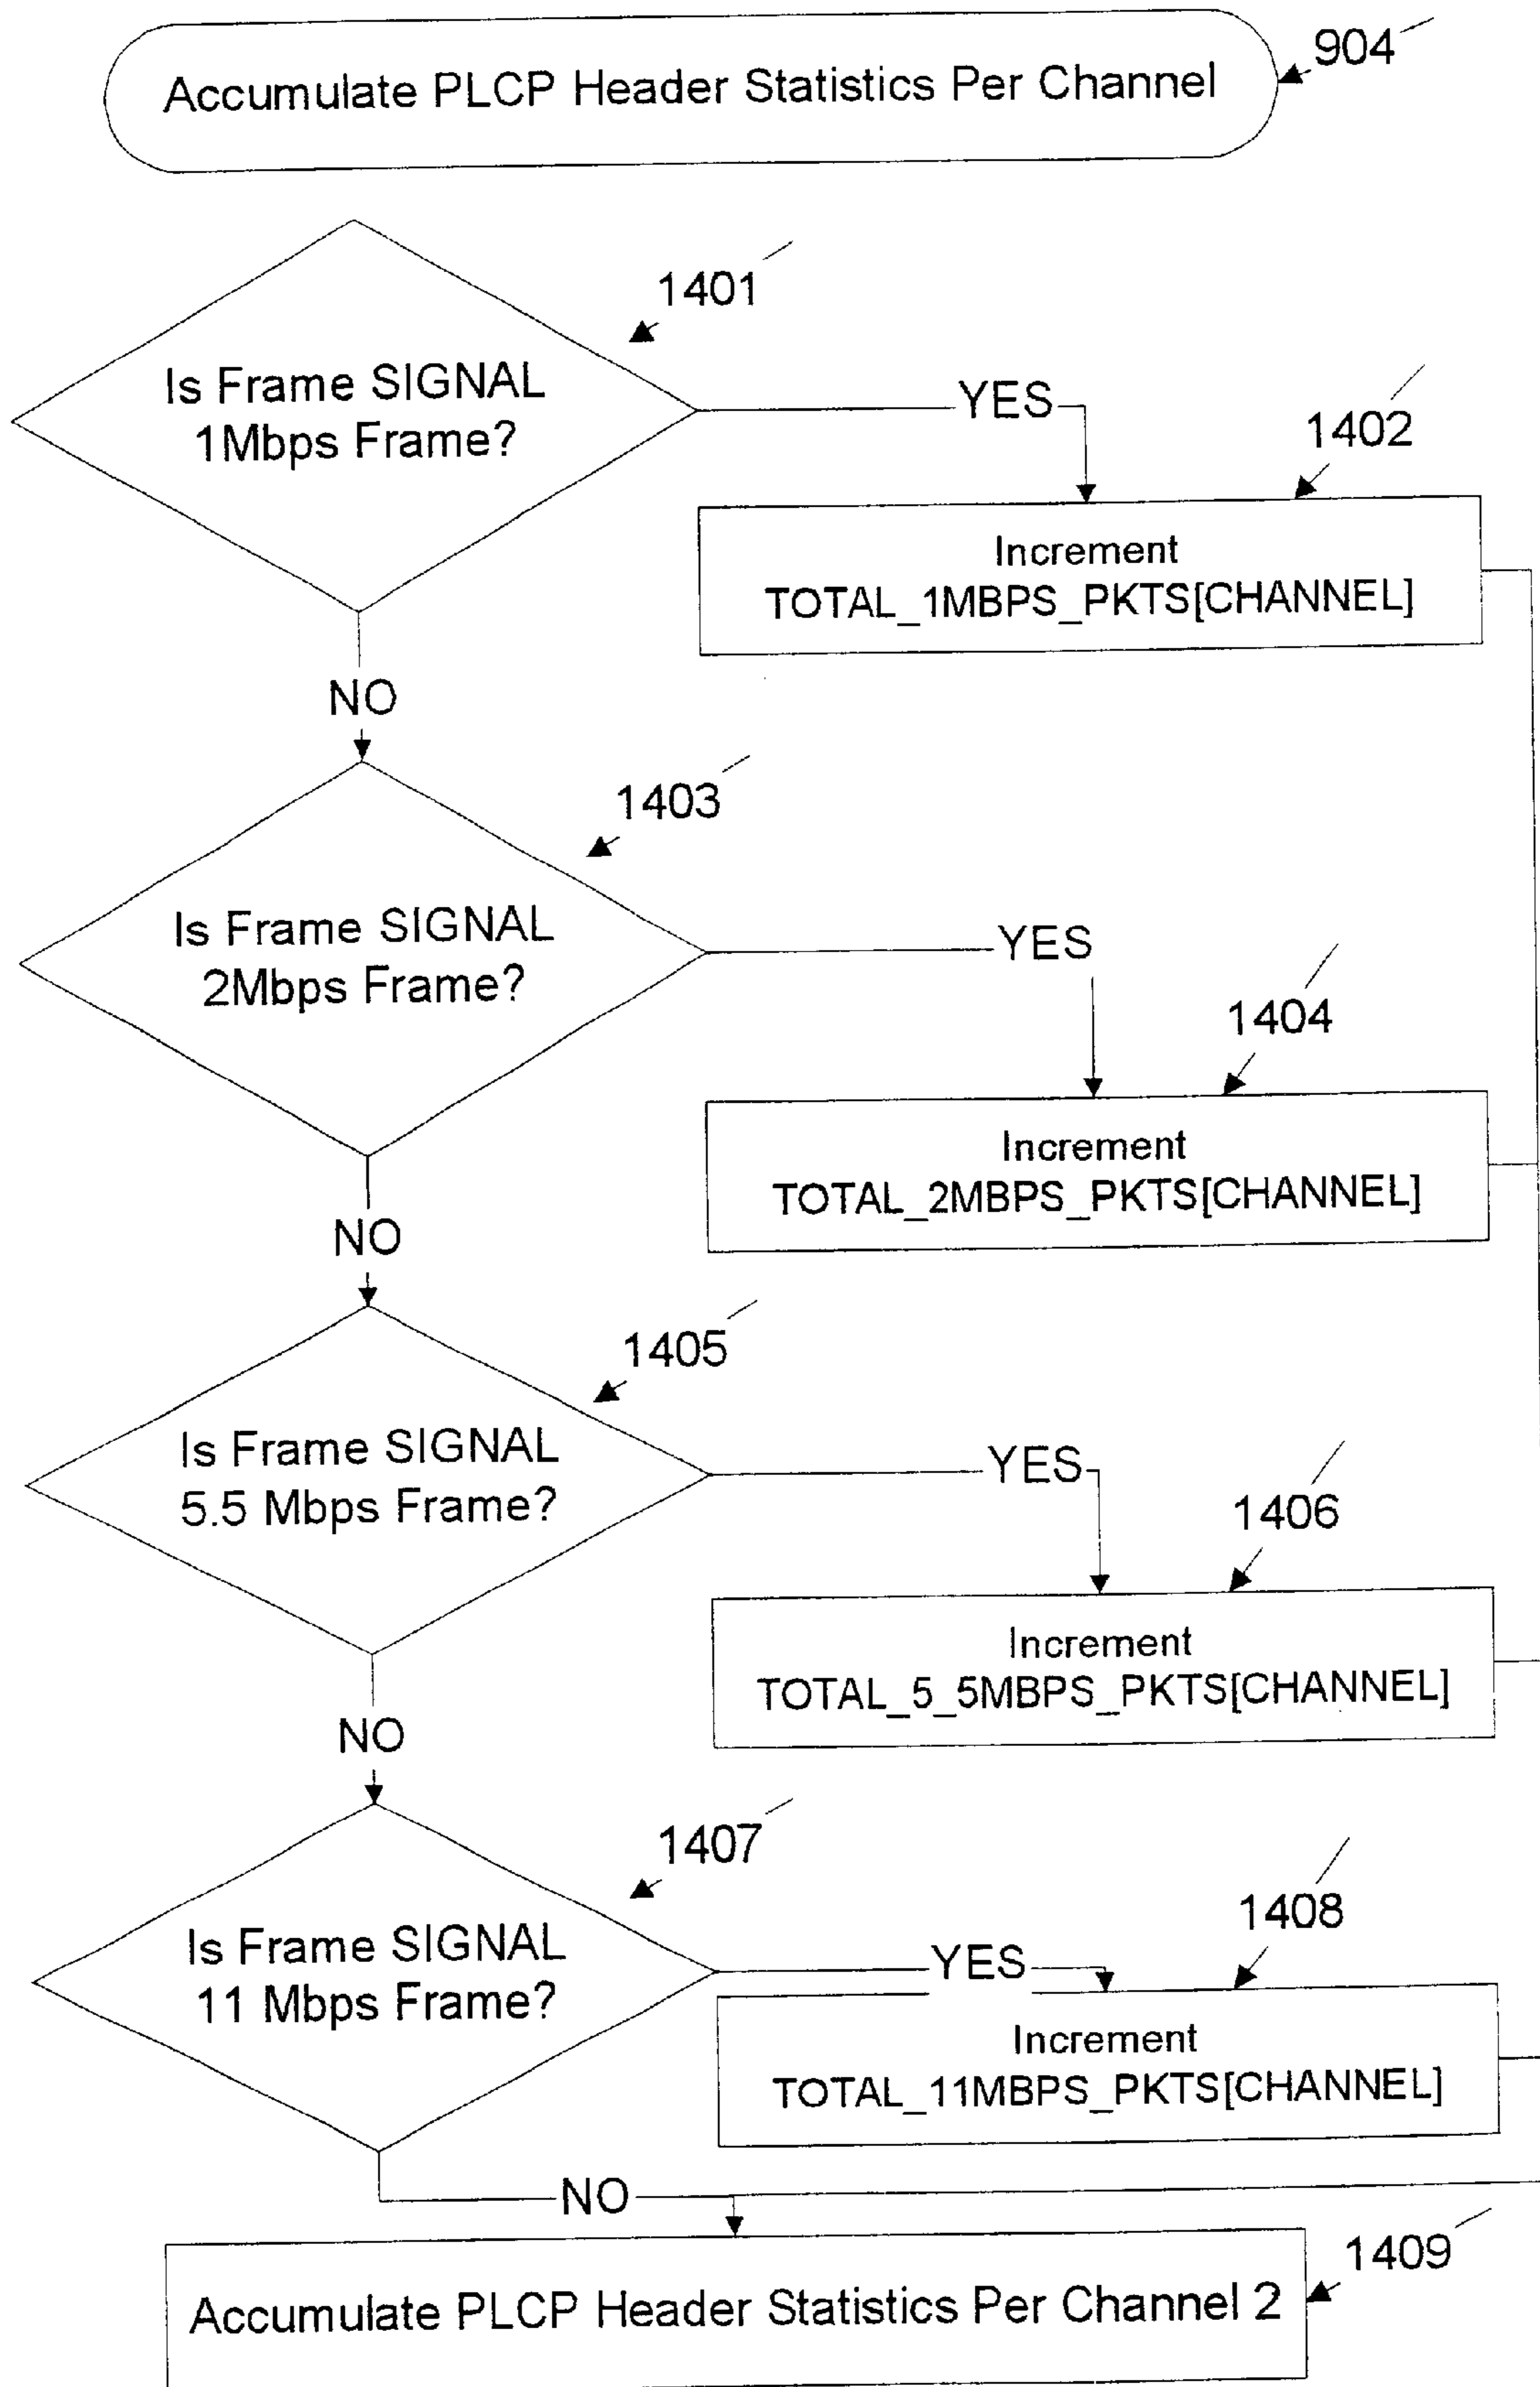 Accumulate PLCP Header Statistics Per Channel
904
1401
Is Frame SIGNAL
1Mbps Frame?
YES
1402
Increment
TOTAL_1MBPS_PKTS[CHANNEL]
NO
1403
Is Frame SIGNAL
2Mbps Frame?
YES
1404
Increment
TOTAL_2MBPS_PKTS[CHANNEL]
NO
1405
Is Frame SIGNAL
5.5 Mbps Frame?
YES
1406
Increment
TOTAL_5_5MBPS_PKTS[CHANNEL]
NO
1407
Is Frame SIGNAL
11 Mbps Frame?
YES
1408
Increment
TOTAL_11MBPS_PKTS[CHANNEL]
NO
1409
Accumulate PLCP Header Statistics Per Channel 2